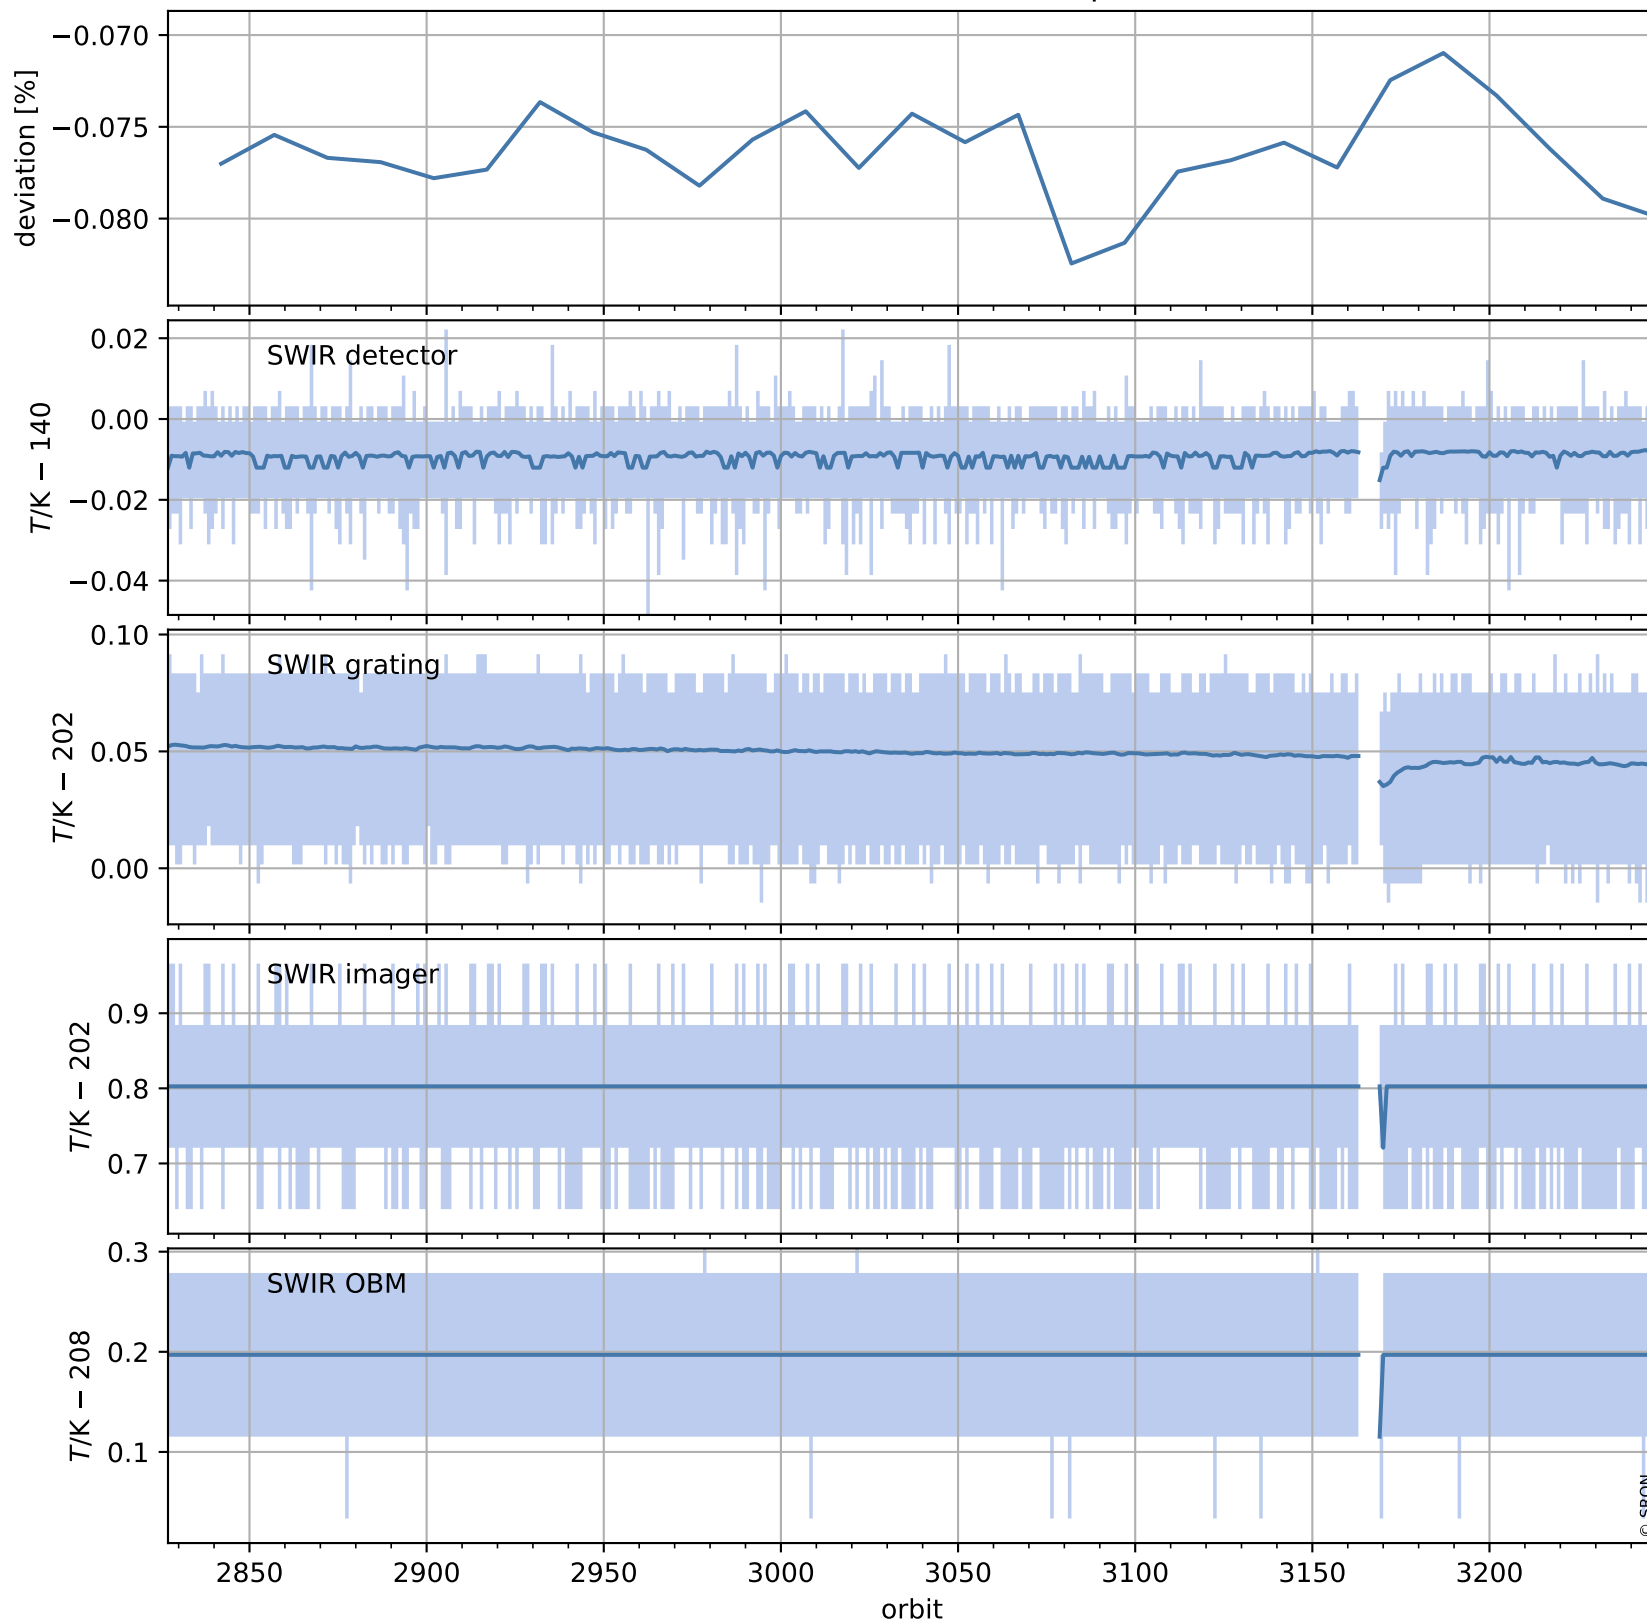 deviation [%]
−0.070
−0.075
−0.080
SWIR detector
T/K − 140
0.02
0.00
−0.02
−0.04
SWIR grating
T/K − 202
0.10
0.05
0.00
SWIR imager
T/K − 202
0.9
0.8
0.7
SWIR OBM
T/K − 208
0.3
0.2
0.1
© SRON
2850 2900 2950 3000 3050 3100 3150 3200
orbit